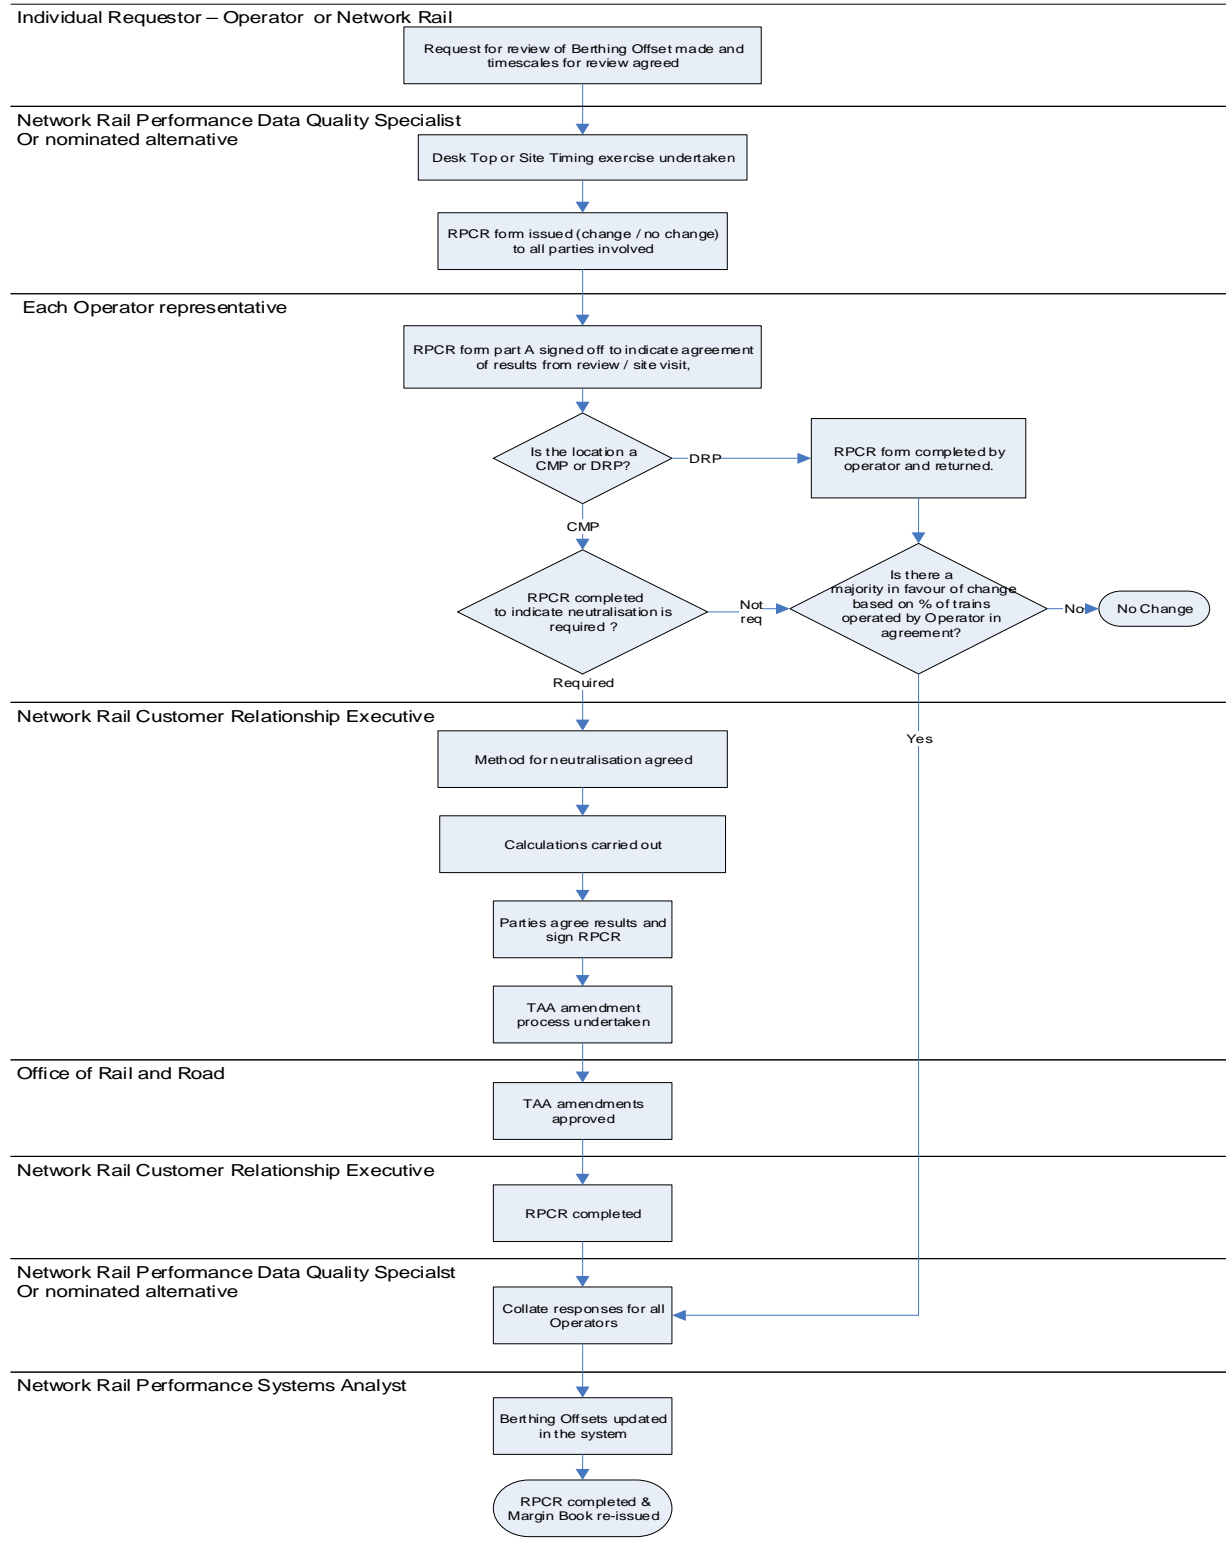 Individual Requestor – Operator or Network Rail
Request for review of Berthing Offset made and
timescales for review agreed
Network Rail Performance Data Quality Specialist
Or nominated alternative
Desk Top or Site Timing exercise undertaken
RPCR form issued (change / no change)
to all parties involved
Each Operator representative
RPCR form part A signed off to indicate agreement
of results from review / site visit,
Is the location a
CMP or DRP?
DRP
RPCR form completed by
operator and returned.
CMP
RPCR completed
to indicate neutralisation is
required ?
Not
req
Is there a
majority in favour of change
based on % of trains
operated by Operator in
agreement?
No
No Change
Required
Network Rail Customer Relationship Executive
Yes
Method for neutralisation agreed
Calculations carried out
Parties agree results and
sign RPCR
TAA amendment
process undertaken
Office of Rail and Road
TAA amendments
approved
Network Rail Customer Relationship Executive
RPCR completed
Network Rail Performance Data Quality Specialst
Or nominated alternative
Collate responses for all
Operators
Network Rail Performance Systems Analyst
Berthing Offsets updated
in the system
RPCR completed &
Margin Book re-issued